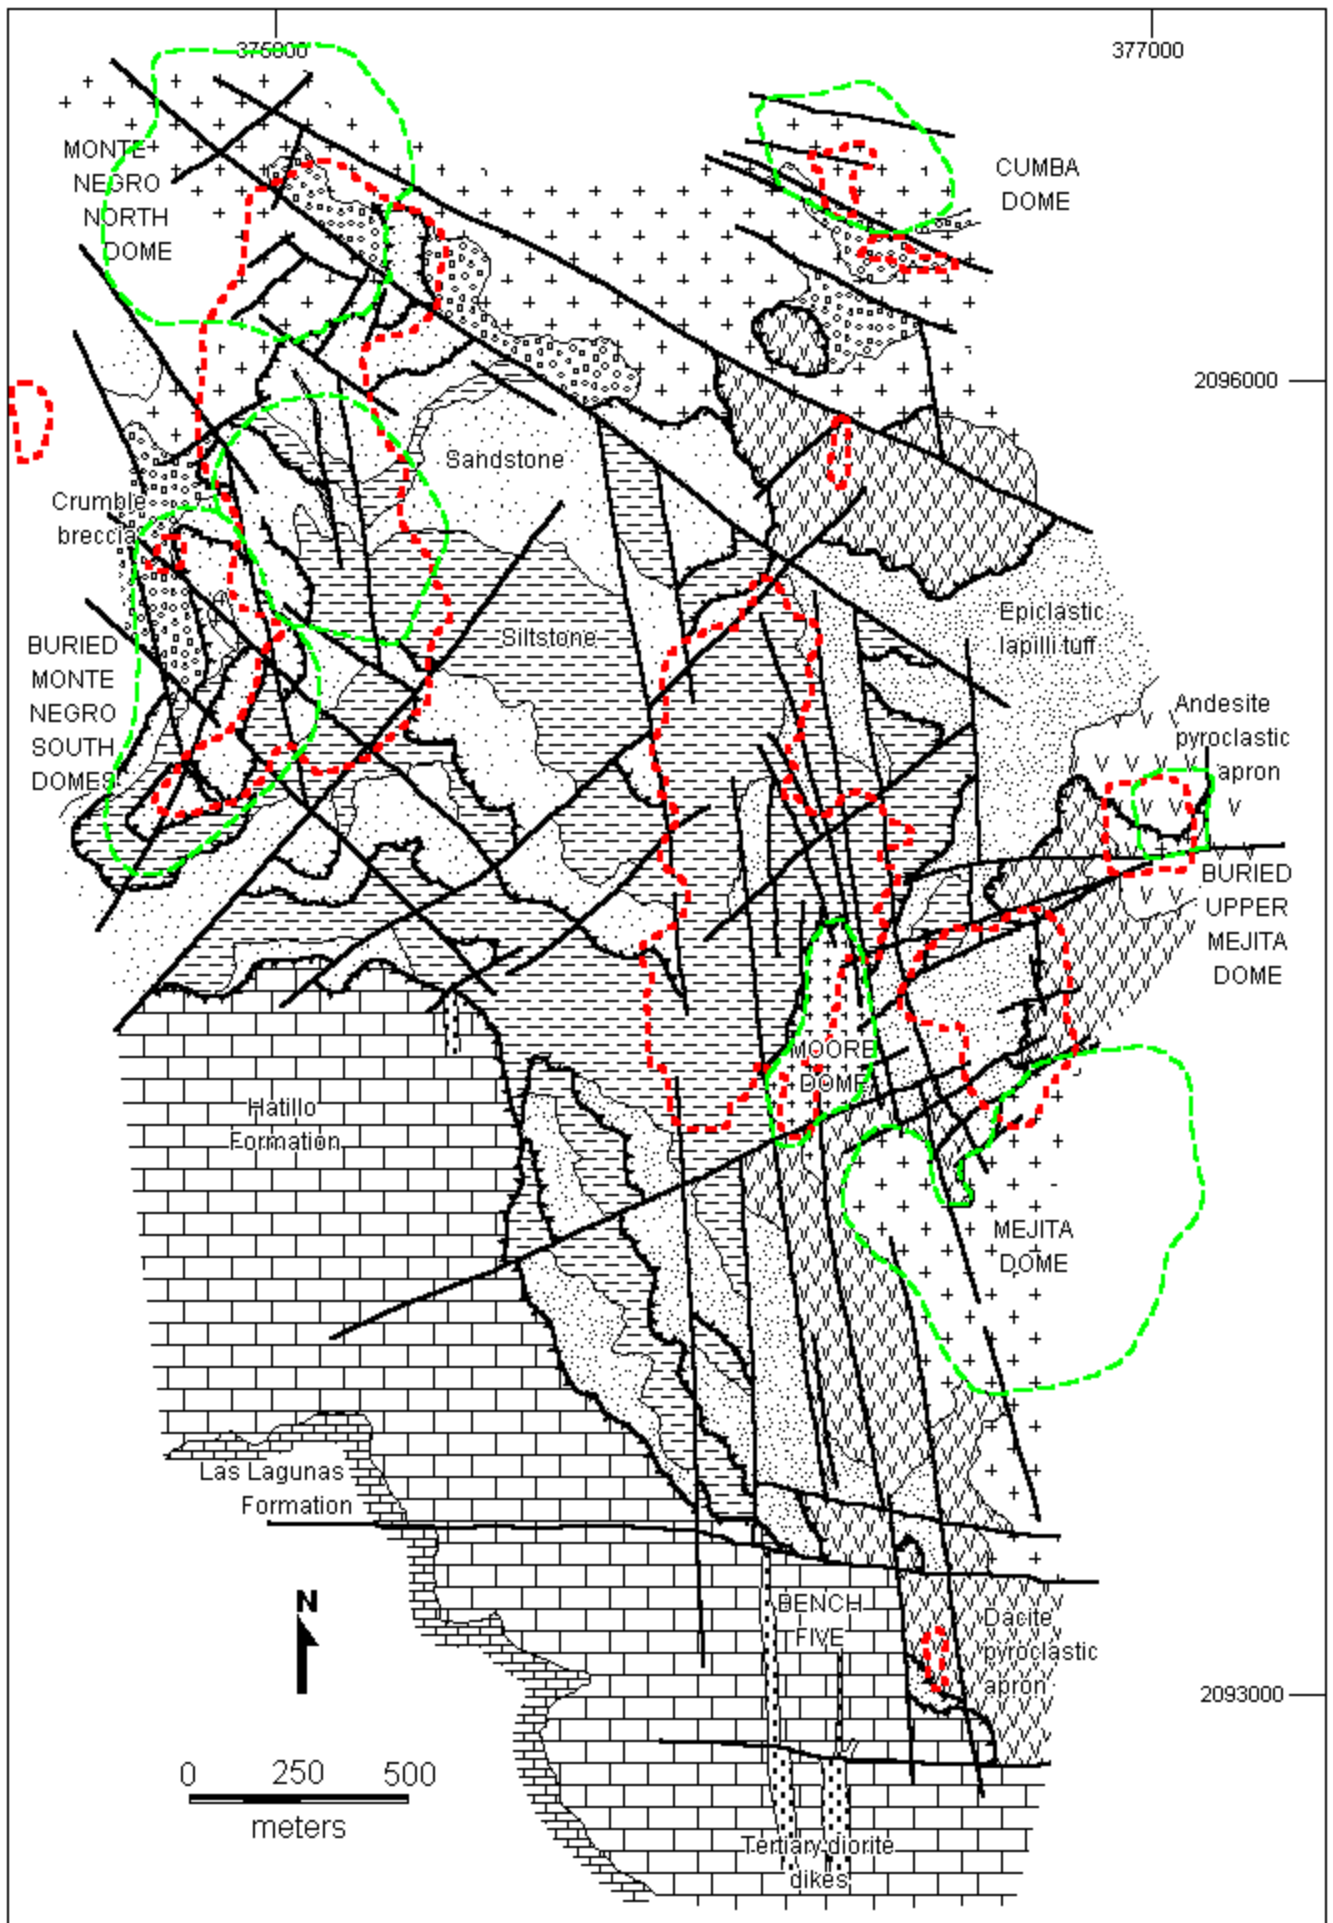 375000
377000
MONTE
NEGRO
NORTH
DOME
CUMBA
DOME
2096000
Sandstone
Crumble
breccia
Siltstone
Epiclastic
lapilli tuff
BURIED
MONTE
NEGRO
SOUTH
DOMES
Andesite
pyroclastic
apron
BURIED
UPPER
MEJITA
DOME
MOORE
DOME
Hatillo
Formation
MEJITA
DOME
Las Lagunas
Formation
N
BENCH
FIVE
Dacite
pyroclastic
apron
2093000
0 250 500
meters
Tertiary diorite
dikes